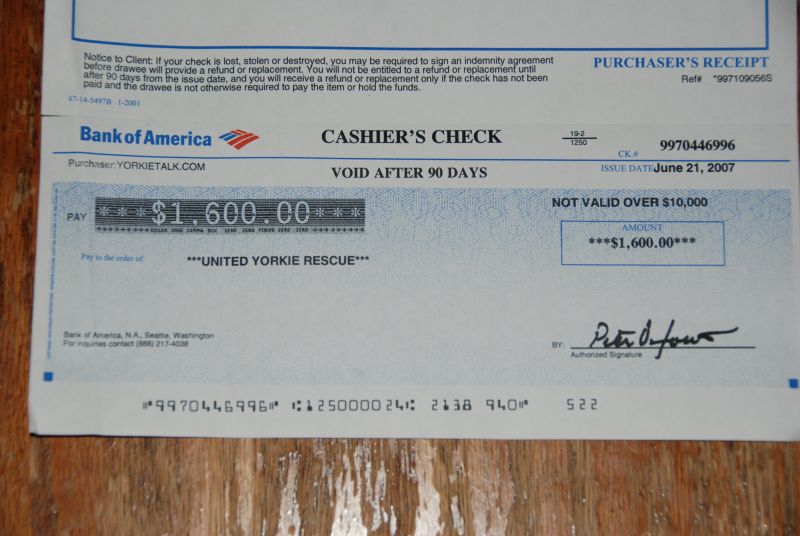 Notice to Client: If your check is lost, stolen or destroyed, you may be required to sign an indemnity agreement
before drawee will provide a refund or replacement. You will not be entitled to a refund or replacement until
after 90 days from the issue date, and you will receive a refund or replacement only if the check has not been
paid and the drawee is not otherwise required to pay the item or hold the funds.
PURCHASER'S RECEIPT
Ref# *997109056S
47-14-5497B 1-2001
Bank of America
CASHIER'S CHECK
19-2
1250
CK.# 9970446996
Purchaser: YORKIETALK.COM
VOID AFTER 90 DAYS
ISSUE DATE June 21, 2007
PAY ***$1,600.00***
NOT VALID OVER $10,000
AMOUNT
***$1,600.00***
Pay to the order of: ***UNITED YORKIE RESCUE***
Bank of America, N.A., Seattle, Washington
For inquiries contact (888) 217-4038
BY:
Authorized Signature
⑈9970446996⑈ ⑆125000024⑆ 2138 940⑈ 522